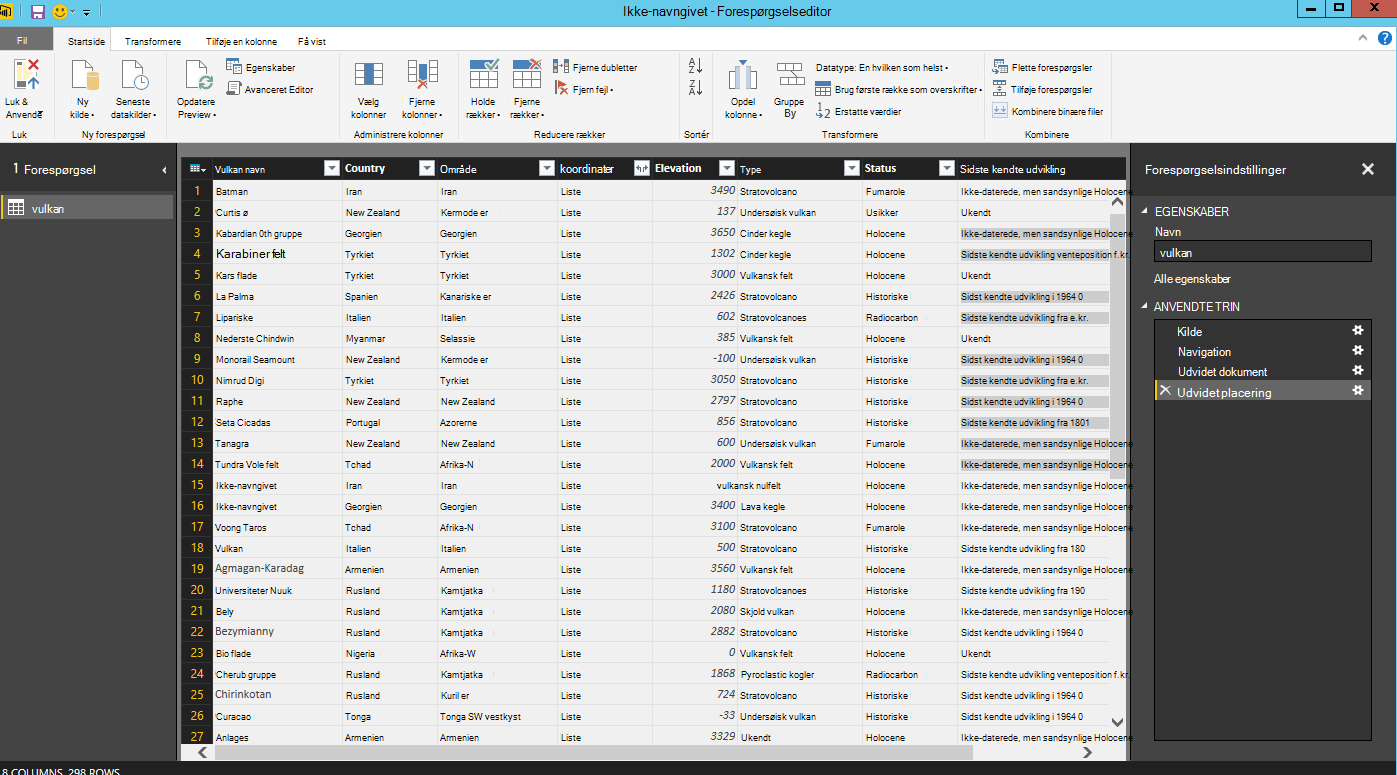 Ikke-navngivet - Forespørgselseditor
Fil Startside Transformere Tilføje en kolonne Få vist
Luk & Anvende
Ny kilde
Seneste datakilder
Opdatere Preview
Egenskaber
Avanceret Editor
Vælg kolonner
Fjerne kolonner
Holde rækker
Fjerne rækker
Fjerne dubletter
Fjern fejl
Opdel kolonne
Gruppe By
Datatype: En hvilken som helst
Brug første række som overskrifter
Erstatte værdier
Flette forespørgsler
Tilføje forespørgsler
Kombinere binære filer
Luk Ny forespørgsel Administrere kolonner Reducere rækker Sortér Transformere Kombinere
1 Forespørgsel
vulkan
Vulkan navn Country Område koordinater Elevation Type Status Sidste kendte udvikling
1 Batman Iran Iran Liste 3490 Stratovolcano Fumarole Ikke-daterede, men sandsynlige Holocene
2 Curtis ø New Zealand Kermode er Liste 137 Undersøisk vulkan Usikker Ukendt
3 Kabardian 0th gruppe Georgien Georgien Liste 3650 Cinder kegle Holocene Ikke-daterede, men sandsynlige Holocene
4 Karabiner felt Tyrkiet Tyrkiet Liste 1302 Cinder kegle Holocene Sidste kendte udvikling venteposition f.kr.
5 Kars flade Tyrkiet Tyrkiet Liste 3000 Vulkansk felt Holocene Ukendt
6 La Palma Spanien Kanariske er Liste 2426 Stratovolcano Historiske Sidst kendte udvikling i 1964 0
7 Lipariske Italien Italien Liste 602 Stratovolcanoes Radiocarbon Sidste kendte udvikling fra e.kr.
8 Nederste Chindwin Myanmar Selassie Liste 385 Vulkansk felt Holocene Ukendt
9 Monorail Seamount New Zealand Kermode er Liste -100 Undersøisk vulkan Historiske Sidst kendte udvikling i 1964 0
10 Nimrud Digi Tyrkiet Tyrkiet Liste 3050 Stratovolcano Historiske Sidste kendte udvikling fra e.kr.
11 Raphe New Zealand New Zealand Liste 2797 Stratovolcano Historiske Sidst kendte udvikling i 1964 0
12 Seta Cicadas Portugal Azorerne Liste 856 Stratovolcano Historiske Sidste kendte udvikling fra 1801
13 Tanagra New Zealand New Zealand Liste 600 Undersøisk vulkan Fumarole Ikke-daterede, men sandsynlige Holocene
14 Tundra Vole felt Tchad Afrika-N Liste 2000 Vulkansk felt Holocene Ikke-daterede, men sandsynlige Holocene
15 Ikke-navngivet Iran Iran Liste vulkansk nulfelt Holocene Ikke-daterede, men sandsynlige Holocene
16 Ikke-navngivet Georgien Georgien Liste 3400 Lava kegle Holocene Ikke-daterede, men sandsynlige Holocene
17 Voong Taros Tchad Afrika-N Liste 3100 Stratovolcano Fumarole Ikke-daterede, men sandsynlige Holocene
18 Vulkan Italien Italien Liste 500 Stratovolcano Historiske Sidste kendte udvikling fra 180
19 Agmagan-Karadag Armenien Armenien Liste 3560 Vulkansk felt Holocene Ikke-daterede, men sandsynlige Holocene
20 Universiteter Nuuk Rusland Kamtjatka Liste 1180 Stratovolcanoes Historiske Sidste kendte udvikling fra 190
21 Bely Rusland Kamtjatka Liste 2080 Skjold vulkan Holocene Ikke-daterede, men sandsynlige Holocene
22 Bezymianny Rusland Kamtjatka Liste 2882 Stratovolcano Historiske Sidst kendte udvikling i 1964 0
23 Bio flade Nigeria Afrika-W Liste 0 Vulkansk felt Holocene Ukendt
24 Cherub gruppe Rusland Kamtjatka Liste 1868 Pyroclastic kogler Radiocarbon Sidste kendte udvikling venteposition f.kr.
25 Chirinkotan Rusland Kuril er Liste 724 Stratovolcano Historiske Sidst kendte udvikling i 1964 0
26 Curacao Tonga Tonga SW vestkyst Liste -33 Undersøisk vulkan Historiske Sidst kendte udvikling i 1964 0
27 Anlages Armenien Armenien Liste 3329 Ukendt Holocene Ikke-daterede, men sandsynlige Holocene
Forespørgselsindstillinger
EGENSKABER
Navn
vulkan
Alle egenskaber
ANVENDTE TRIN
Kilde
Navigation
Udvidet dokument
Udvidet placering
8 COLUMNS, 298 ROWS